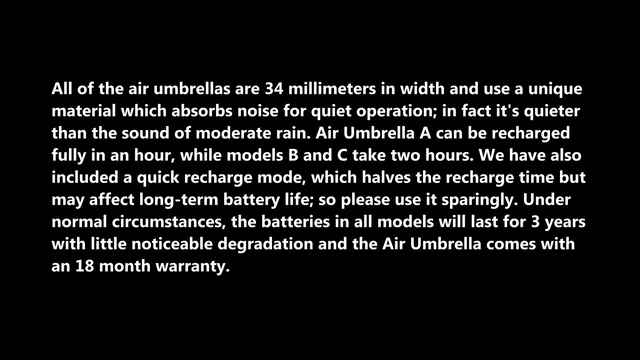 All of the air umbrellas are 34 millimeters in width and use a unique
material which absorbs noise for quiet operation; in fact it's quieter
than the sound of moderate rain. Air Umbrella A can be recharged
fully in an hour, while models B and C take two hours. We have also
included a quick recharge mode, which halves the recharge time but
may affect long-term battery life; so please use it sparingly. Under
normal circumstances, the batteries in all models will last for 3 years
with little noticeable degradation and the Air Umbrella comes with
an 18 month warranty.